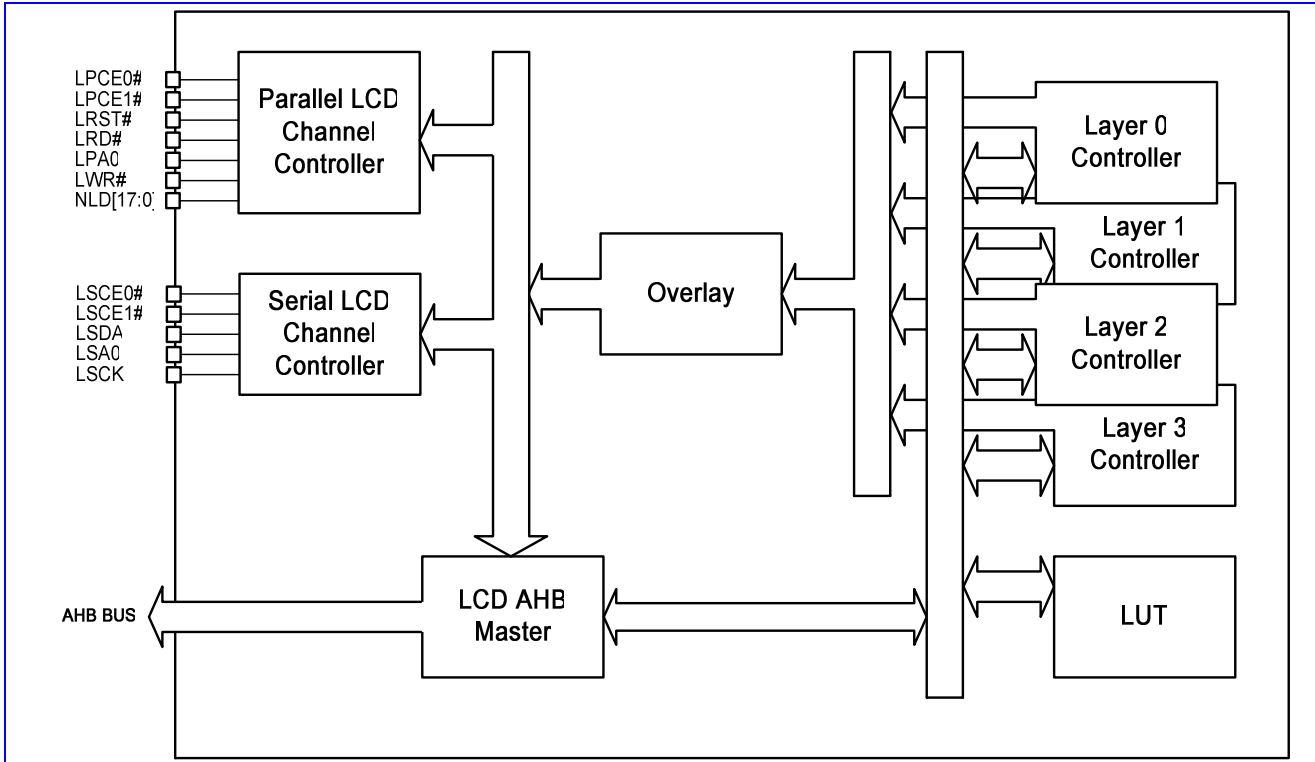 LPCE0#
LPCE1#
LRST#
LRD#
LPA0
LWR#
NLD[17:0]
Parallel LCD
Channel
Controller
LSCE0#
LSCE1#
LSDA
LSA0
LSCK
Serial LCD
Channel
Controller
Overlay
Layer 0
Controller
Layer 1
Controller
Layer 2
Controller
Layer 3
Controller
AHB BUS
LCD AHB
Master
LUT